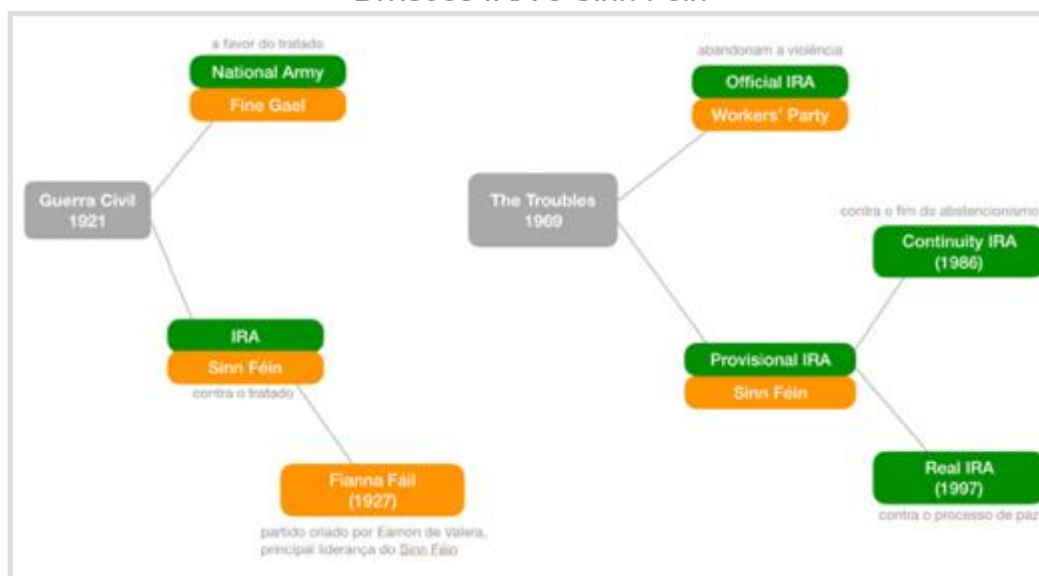 a favor do tratado
National Army
Fine Gael
Guerra Civil
1921
IRA
Sinn Féin
contra o tratado
Fianna Fáil
(1927)
partido criado por Éamon de Valera,
principal liderança do Sinn Féin
abandonam a violência
Official IRA
Workers' Party
The Troubles
1969
contra o fim do abstencionismo
Continuity IRA
(1986)
Provisional IRA
Sinn Féin
Real IRA
(1997)
contra o processo de paz